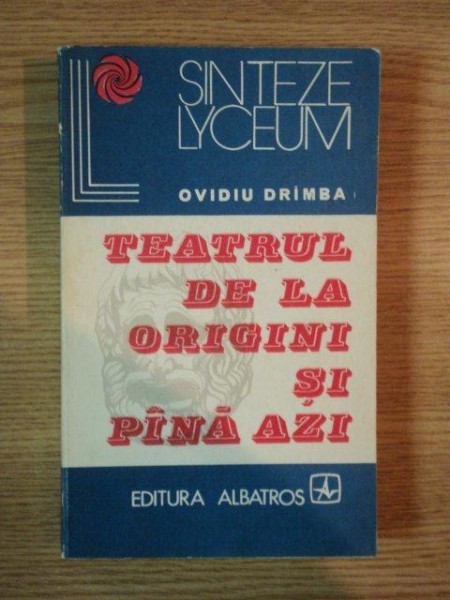 SINTEZE
LYCEUM
OVIDIU DRÎMBA
TEATRUL
DE LA
ORIGINI
ȘI
PÎNĂ AZI
EDITURA ALBATROS